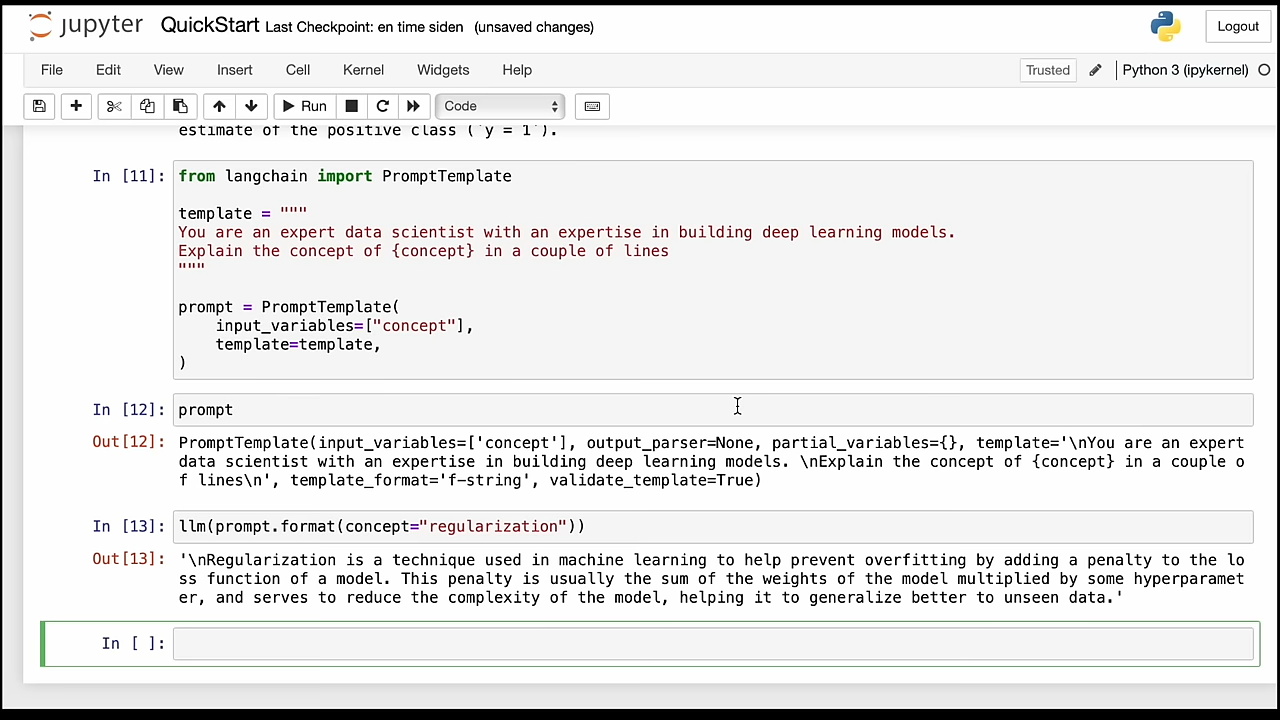 jupyter QuickStart Last Checkpoint: en time siden (unsaved changes) Logout
File Edit View Insert Cell Kernel Widgets Help Trusted Python 3 (ipykernel)
Run Code
estimate of the positive class (`y = 1`).
In [11]: from langchain import PromptTemplate
template = """
You are an expert data scientist with an expertise in building deep learning models.
Explain the concept of {concept} in a couple of lines
"""
prompt = PromptTemplate(
input_variables=["concept"],
template=template,
)
In [12]: prompt
Out[12]: PromptTemplate(input_variables=['concept'], output_parser=None, partial_variables={}, template='\nYou are an expert
data scientist with an expertise in building deep learning models. \nExplain the concept of {concept} in a couple o
f lines\n', template_format='f-string', validate_template=True)
In [13]: llm(prompt.format(concept="regularization"))
Out[13]: '\nRegularization is a technique used in machine learning to help prevent overfitting by adding a penalty to the lo
ss function of a model. This penalty is usually the sum of the weights of the model multiplied by some hyperparamet
er, and serves to reduce the complexity of the model, helping it to generalize better to unseen data.'
In [ ]: